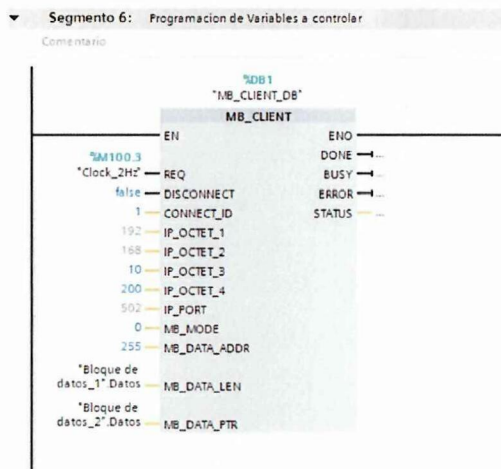 Segmento 6: Programacion de Variables a controlar
Comentario
%DB1
"MB_CLIENT_DB"
MB_CLIENT
EN ENO
DONE ...
%M100.3
"Clock_2Hz" REQ BUSY ...
false DISCONNECT ERROR ...
1 CONNECT_ID STATUS ...
192 IP_OCTET_1
168 IP_OCTET_2
10 IP_OCTET_3
200 IP_OCTET_4
502 IP_PORT
0 MB_MODE
255 MB_DATA_ADDR
"Bloque de
datos_1".Datos MB_DATA_LEN
"Bloque de
datos_2".Datos MB_DATA_PTR